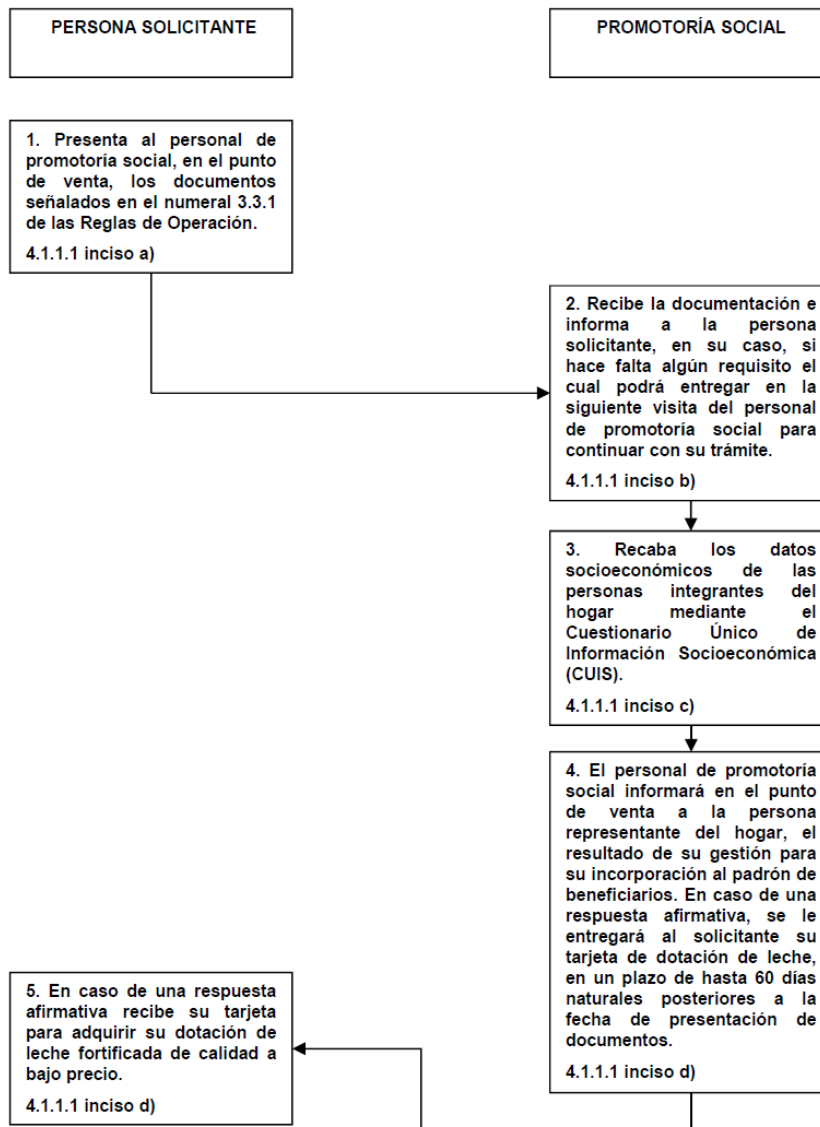 PERSONA SOLICITANTE
PROMOTORÍA SOCIAL
1. Presenta al personal de
promotoría social, en el punto
de venta, los documentos
señalados en el numeral 3.3.1
de las Reglas de Operación.
4.1.1.1 inciso a)
2. Recibe la documentación e
informa a la persona
solicitante, en su caso, si
hace falta algún requisito el
cual podrá entregar en la
siguiente visita del personal
de promotoría social para
continuar con su trámite.
4.1.1.1 inciso b)
3. Recaba los datos
socioeconómicos de las
personas integrantes del
hogar mediante el
Cuestionario Único de
Información Socioeconómica
(CUIS).
4.1.1.1 inciso c)
4. El personal de promotoría
social informará en el punto
de venta a la persona
representante del hogar, el
resultado de su gestión para
su incorporación al padrón de
beneficiarios. En caso de una
respuesta afirmativa, se le
entregará al solicitante su
tarjeta de dotación de leche,
en un plazo de hasta 60 días
naturales posteriores a la
fecha de presentación de
documentos.
4.1.1.1 inciso d)
5. En caso de una respuesta
afirmativa recibe su tarjeta
para adquirir su dotación de
leche fortificada de calidad a
bajo precio.
4.1.1.1 inciso d)